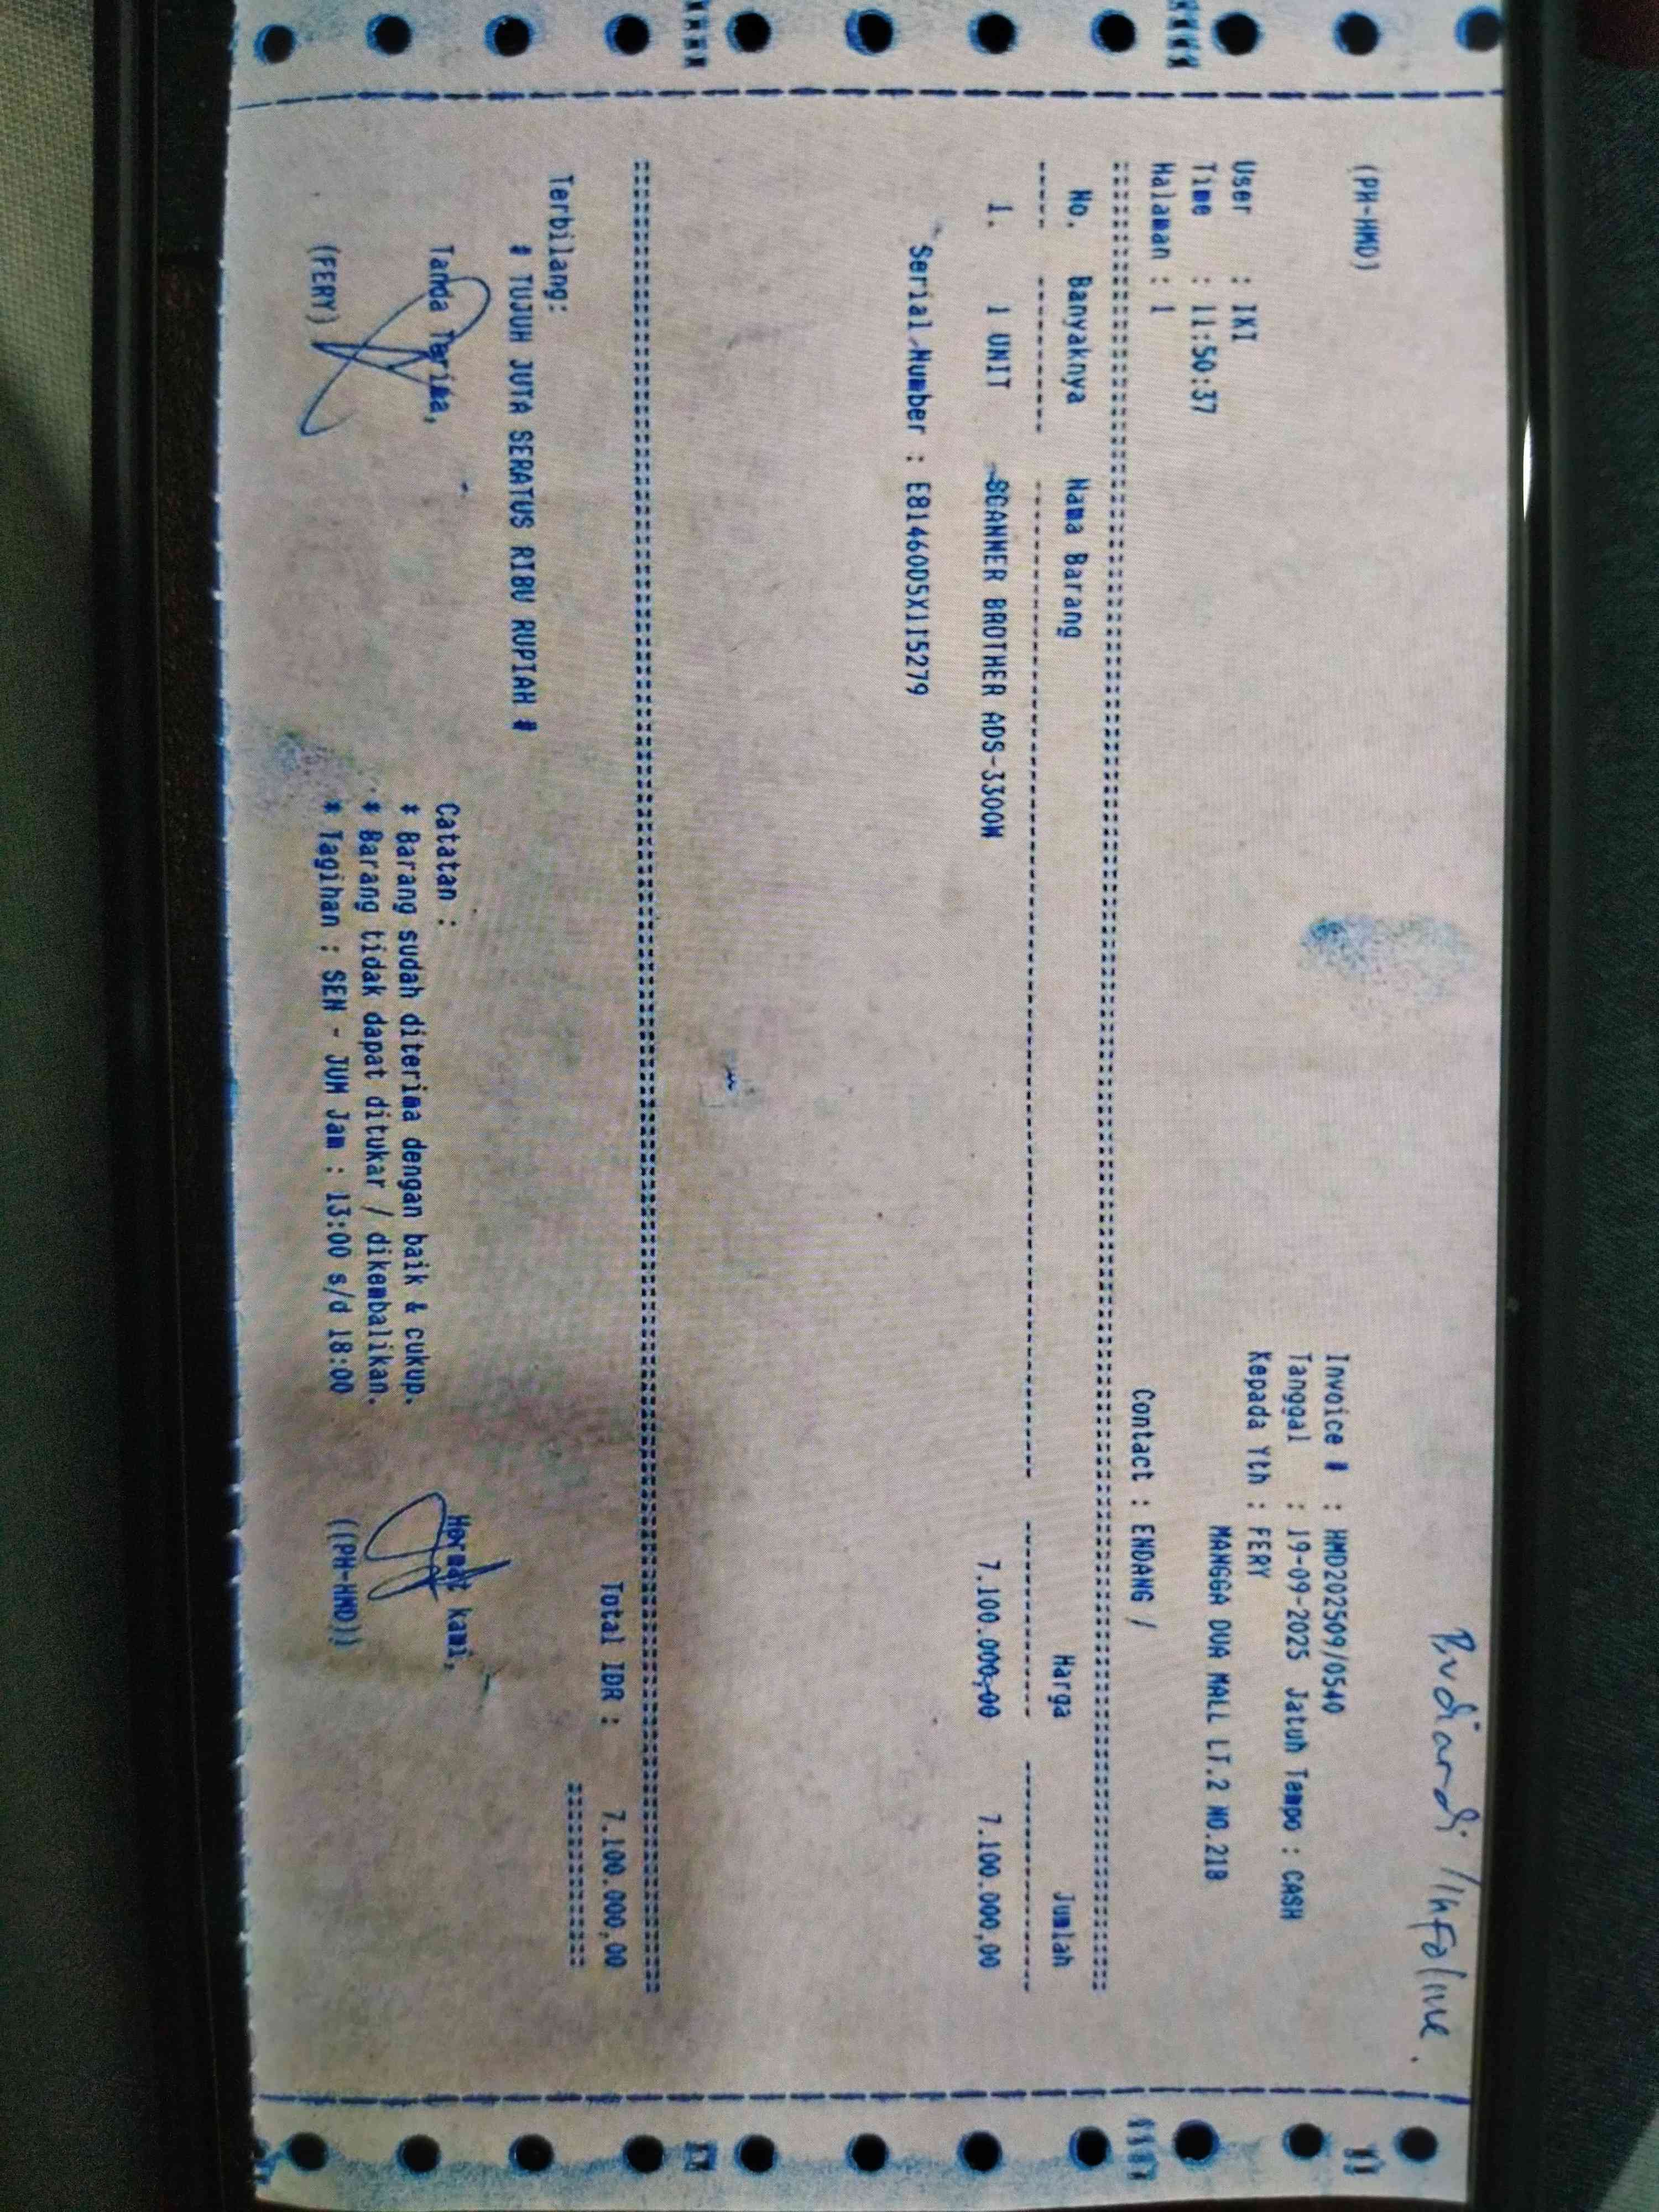 Budiardi / Infoline.
(PH-HMD)
Invoice # : HMD202509/0540
Tanggal : 19-09-2025 Jatuh Tempo : CASH
Kepada Yth : FERY
MANGGA DUA MALL LT.2 NO.21B
User : IKI
Time : 11:50:37
Halaman : 1
Contact : ENDANG /
No. Banyaknya Nama Barang Harga Jumlah
1. 1 UNIT SCANNER BROTHER ADS-3300W 7.100.000,00 7.100.000,00
Serial Number : E81460D5X115279
Total IDR : 7.100.000,00
Terbilang:
# TUJUH JUTA SERATUS RIBU RUPIAH #
Tanda Terima, Catatan : Hormat kami,
* Barang sudah diterima dengan baik & cukup.
* Barang tidak dapat ditukar / dikembalikan.
* Tagihan : SEN - JUM Jam : 13:00 s/d 18:00
(FERY) ((PH-HMD))